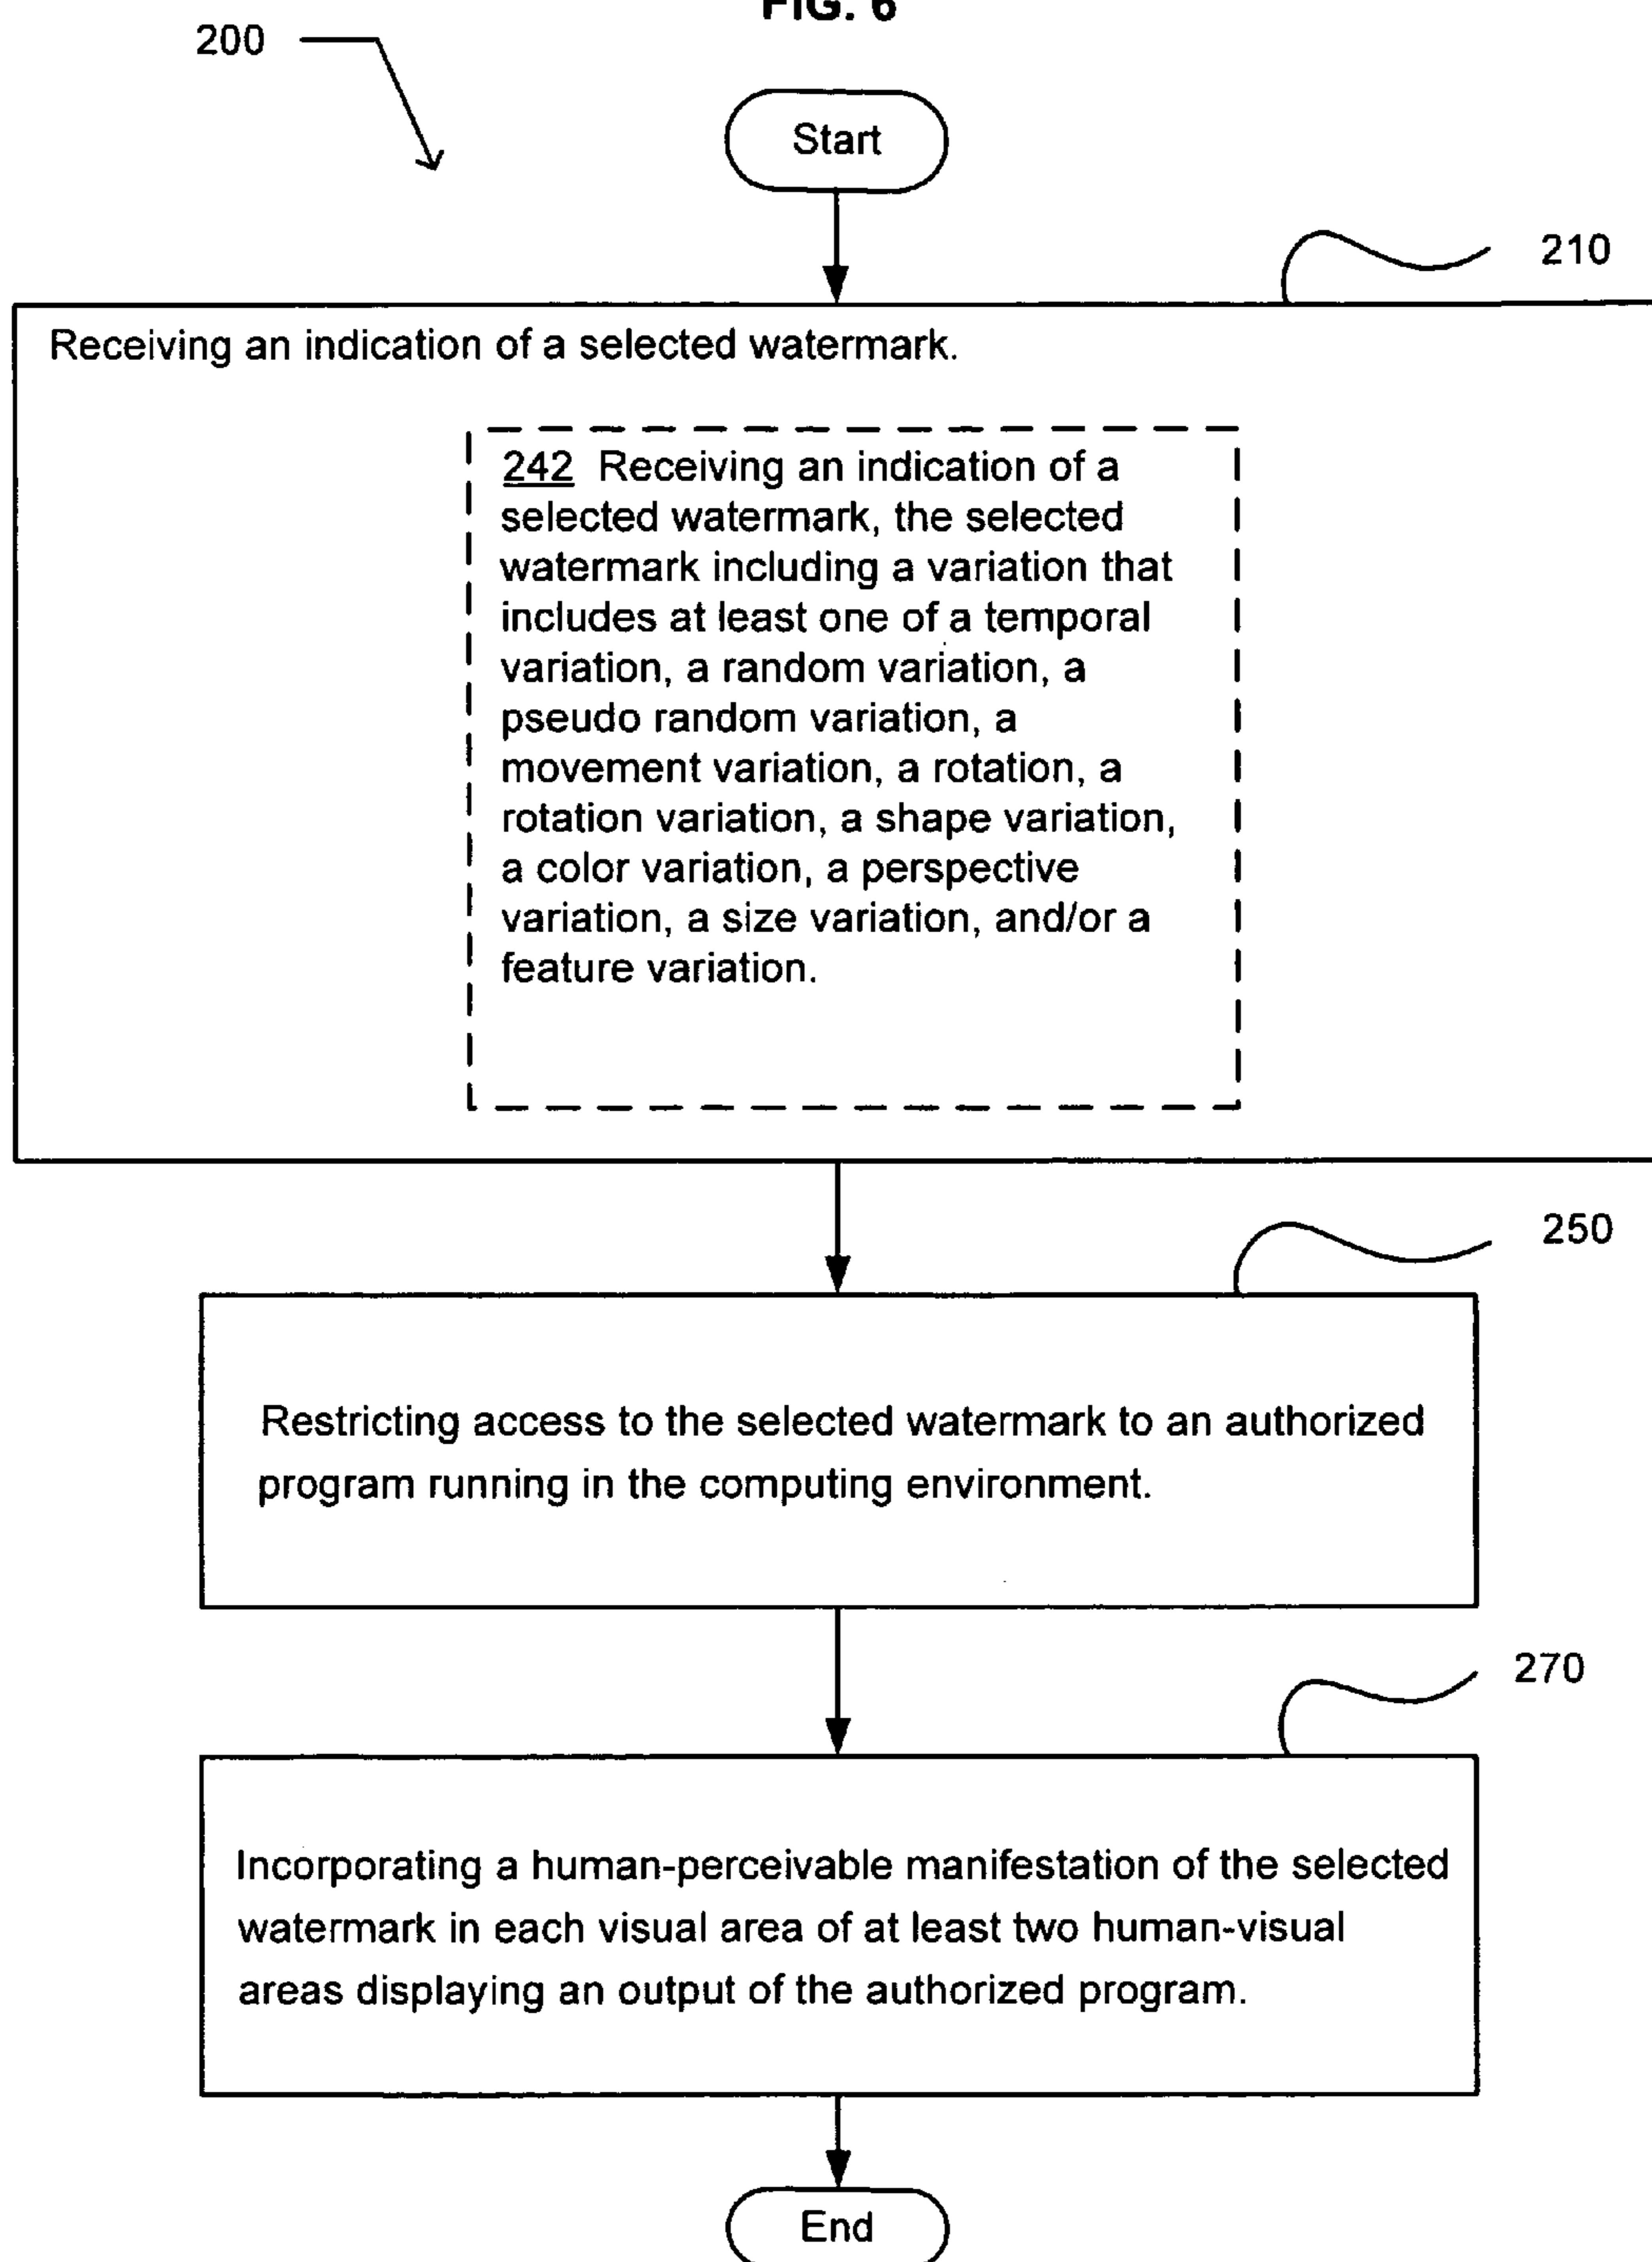 FIG. 6
200
Start
210
Receiving an indication of a selected watermark.
242 Receiving an indication of a
selected watermark, the selected
watermark including a variation that
includes at least one of a temporal
variation, a random variation, a
pseudo random variation, a
movement variation, a rotation, a
rotation variation, a shape variation,
a color variation, a perspective
variation, a size variation, and/or a
feature variation.
250
Restricting access to the selected watermark to an authorized
program running in the computing environment.
270
Incorporating a human-perceivable manifestation of the selected
watermark in each visual area of at least two human-visual
areas displaying an output of the authorized program.
End